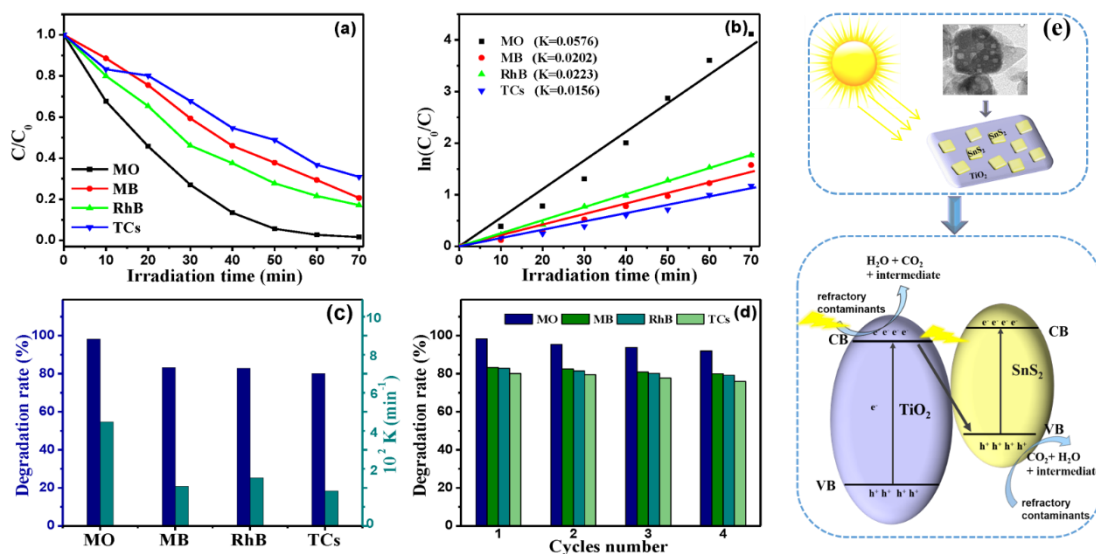 (a)
1.0
0.8
0.6
0.4
0.2
0.0
C/C0
MO
MB
RhB
TCs
0 10 20 30 40 50 60 70
Irradiation time (min)
(b)
4
3
2
1
0
ln(C0/C)
MO (K=0.0576)
MB (K=0.0202)
RhB (K=0.0223)
TCs (K=0.0156)
0 10 20 30 40 50 60 70
Irradiation time (min)
(c)
100
80
60
40
20
0
Degradation rate (%)
10
8
6
4
2
0
10² K (min⁻¹)
MO MB RhB TCs
(d)
MO MB RhB TCs
100
80
60
40
20
0
Degradation rate (%)
1 2 3 4
Cycles number
(e)
SnS2
SnS2
TiO2
H2O + CO2
+ intermediate
refractory
contaminants
e- e- e- e-
CB
e- e- e- e-
CB
SnS2
TiO2
e-
VB
h+ h+ h+ h+
CO2+ H2O
+ intermediate
VB
h+ h+ h+ h+
refractory
contaminants